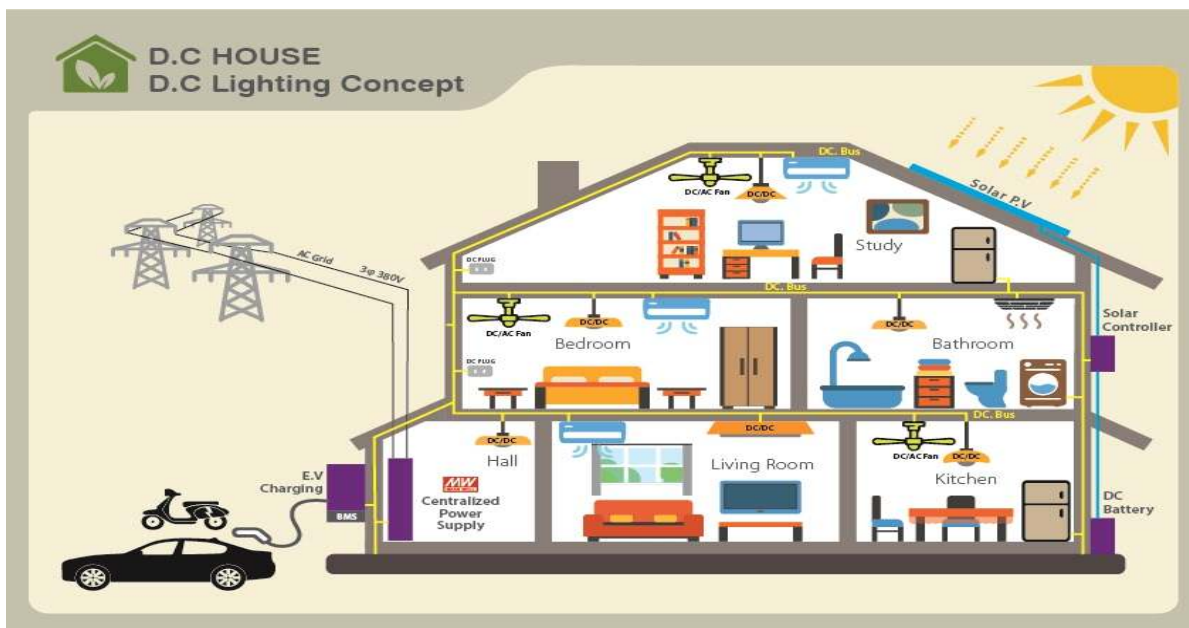 D.C HOUSE
D.C Lighting Concept
DC. Bus
DC/AC Fan
DC/DC
Solar P.V
Study
DC PLUG
AC Grid 3φ 380V
DC. Bus
DC/AC Fan
DC/DC
Bedroom
DC/DC
Bathroom
Solar
Controller
DC PLUG
DC. Bus
DC/DC
Hall
DC/DC
Living Room
DC/AC Fan
DC/DC
Kitchen
E.V
Charging
BMS
MW
Centralized
Power
Supply
DC
Battery